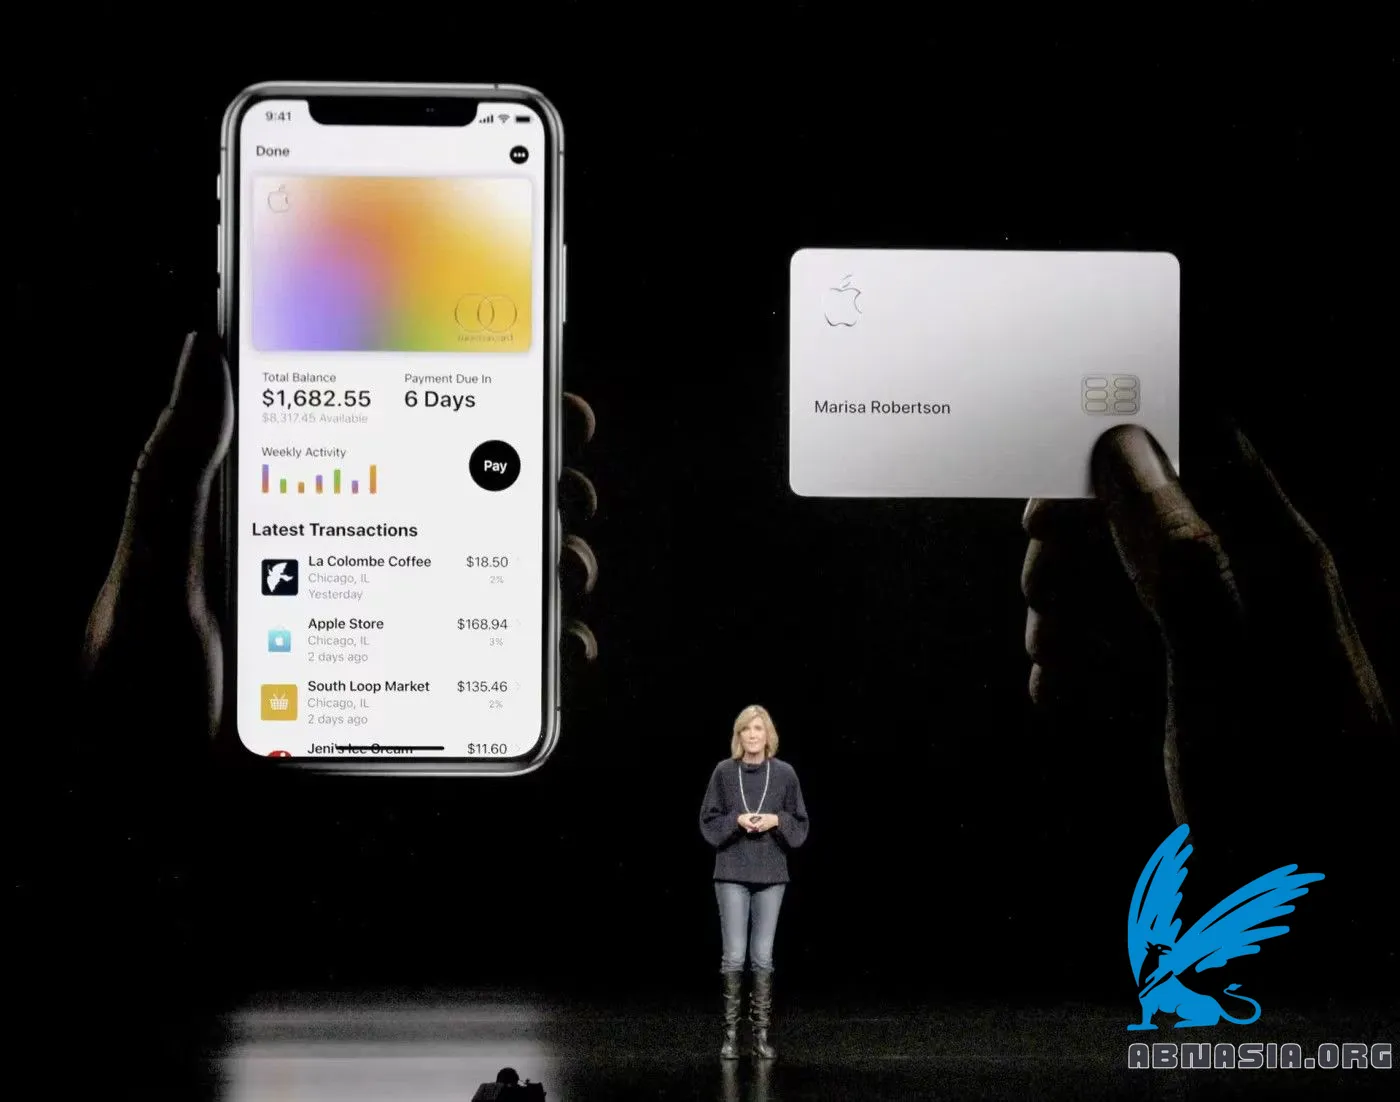 9:41
Done
mastercard
Total Balance
Payment Due In
$1,682.55
6 Days
$8,317.45 Available
Weekly Activity
Pay
Latest Transactions
La Colombe Coffee
$18.50
Chicago, IL
2%
Yesterday
Apple Store
$168.94
Chicago, IL
3%
2 days ago
South Loop Market
$135.46
Chicago, IL
2%
2 days ago
Jeni's Ice Cream
$11.60
Marisa Robertson
ABNASIA.ORG